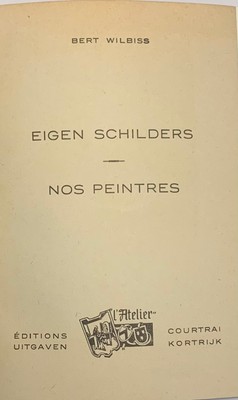 BERT WILBISS
EIGEN SCHILDERS
NOS PEINTRES
l'Atelier
ÉDITIONS
UITGAVEN
COURTRAI
KORTRIJK